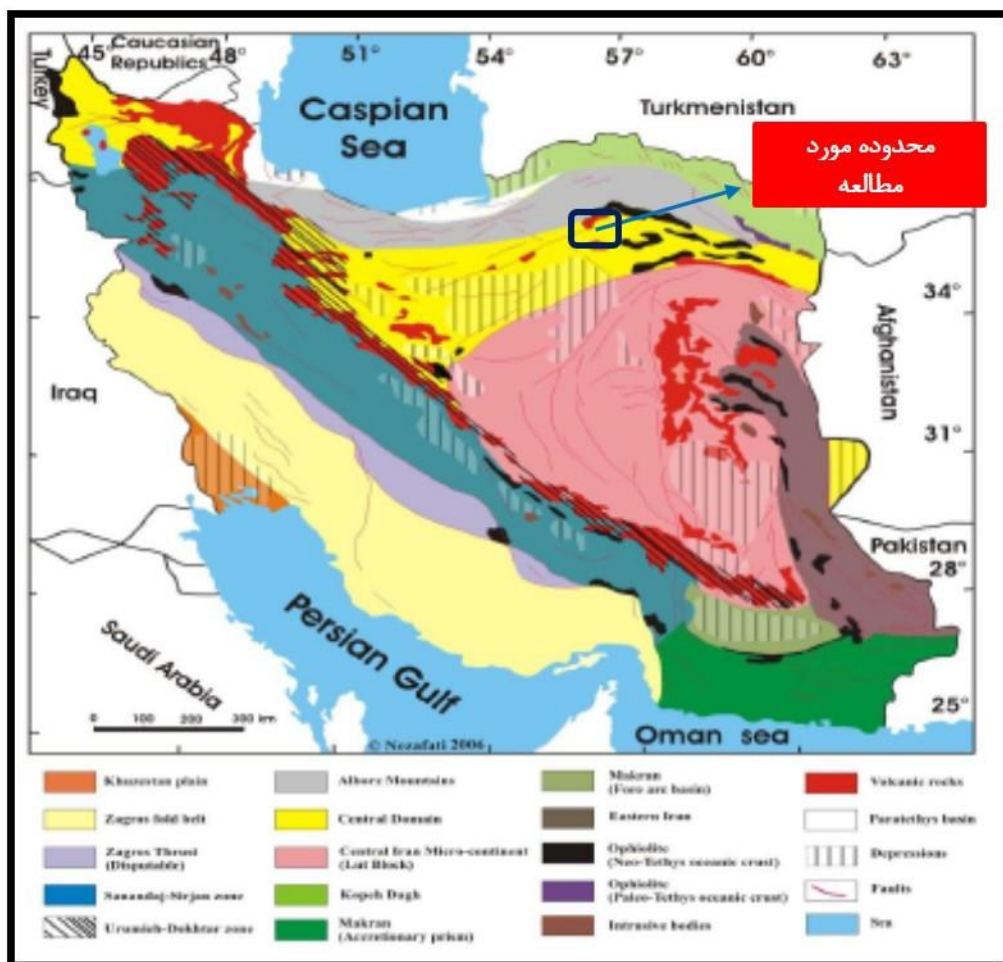 45°
48°
51°
54°
57°
60°
63°
Caucasian
Republics
Turkey
Caspian
Sea
Turkmenistan
محدوده مورد
مطالعه
34°
Afghanistan
Iraq
31°
Pakistan
28°
Persian Gulf
Saudi Arabia
25°
0 100 200 300 km
Oman sea
© Nezafati 2006
Khuzestan plain
Zagros fold belt
Zagros Thrust
(Disputable)
Sanandaj-Sirjan zone
Urumieh-Dokhtar zone
Alborz Mountains
Central Domain
Central Iran Micro-continent
(Lut Block)
Kopeh Dagh
Makran
(Accretionary prism)
Makran
(Fore arc basin)
Eastern Iran
Ophiolite
(Neo-Tethys oceanic crust)
Ophiolite
(Paleo-Tethys oceanic crust)
Intrusive bodies
Volcanic rocks
Paratethys basin
Depressions
Faults
Sea